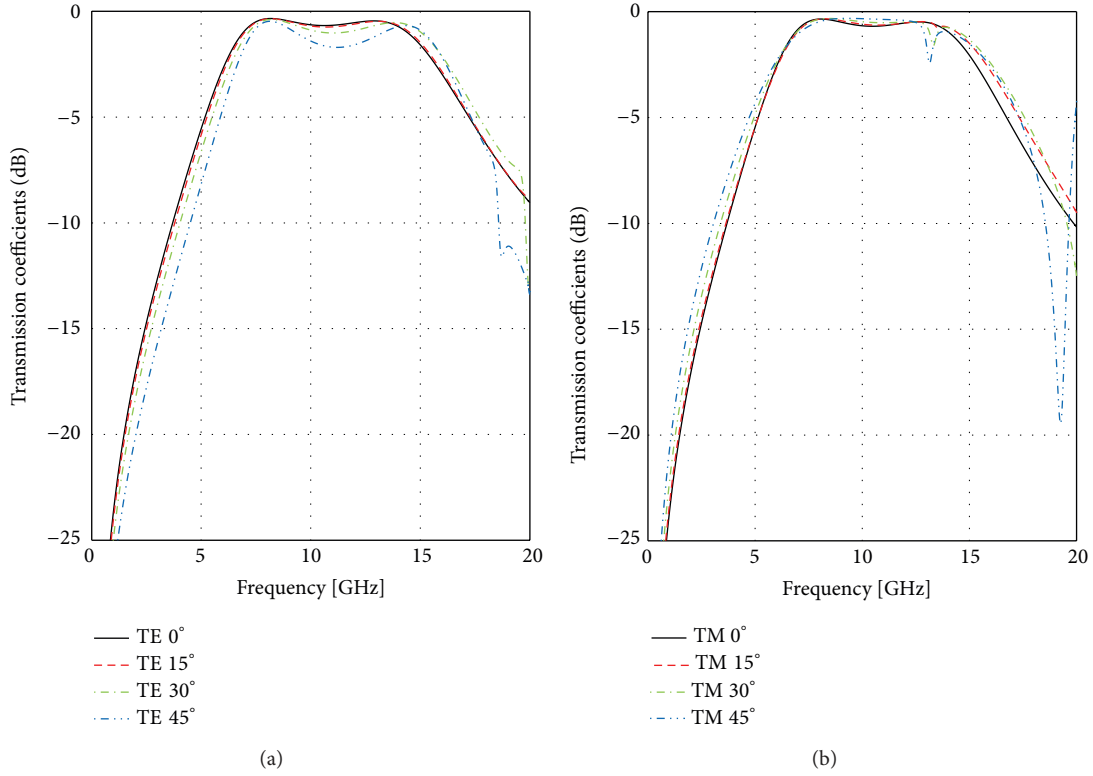 0
−5
−10
−15
−20
−25
Transmission coefficients (dB)
0 5 10 15 20
Frequency [GHz]
TE 0°
TE 15°
TE 30°
TE 45°
(a)
0
−5
−10
−15
−20
−25
Transmission coefficients (dB)
0 5 10 15 20
Frequency [GHz]
TM 0°
TM 15°
TM 30°
TM 45°
(b)